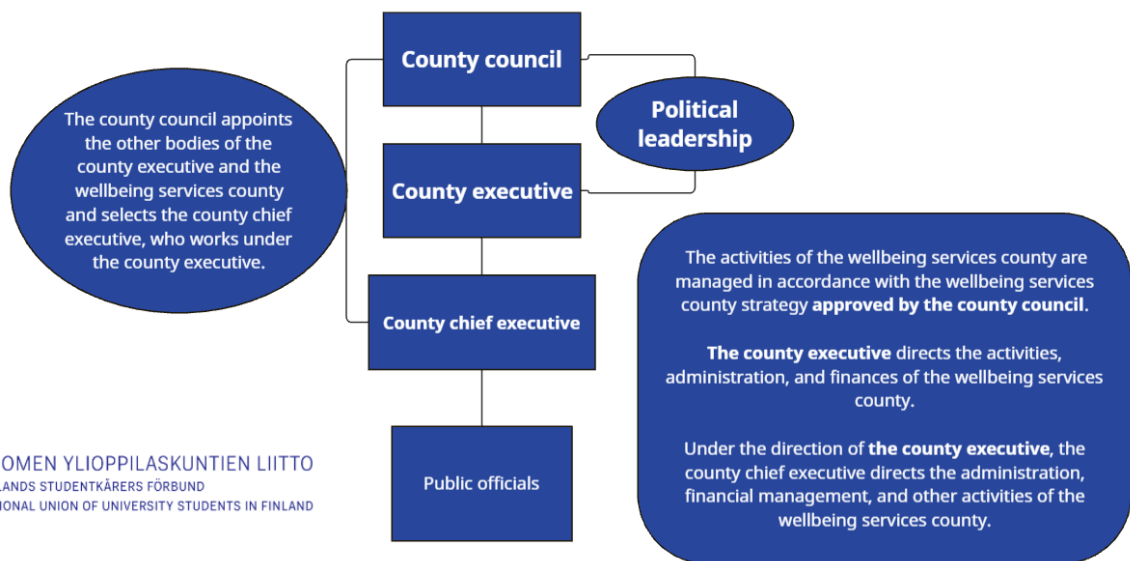 County council
Political
leadership
The county council appoints
the other bodies of the
county executive and the
wellbeing services county
and selects the county chief
executive, who works under
the county executive.
County executive
County chief executive
Public officials
The activities of the wellbeing services county are
managed in accordance with the wellbeing services
county strategy approved by the county council.
The county executive directs the activities,
administration, and finances of the wellbeing services
county.
Under the direction of the county executive, the
county chief executive directs the administration,
financial management, and other activities of the
wellbeing services county.
OMEN YLIOPPILASKUNTIEN LIITTO
LANDS STUDENTKÅRERS FÖRBUND
IONAL UNION OF UNIVERSITY STUDENTS IN FINLAND